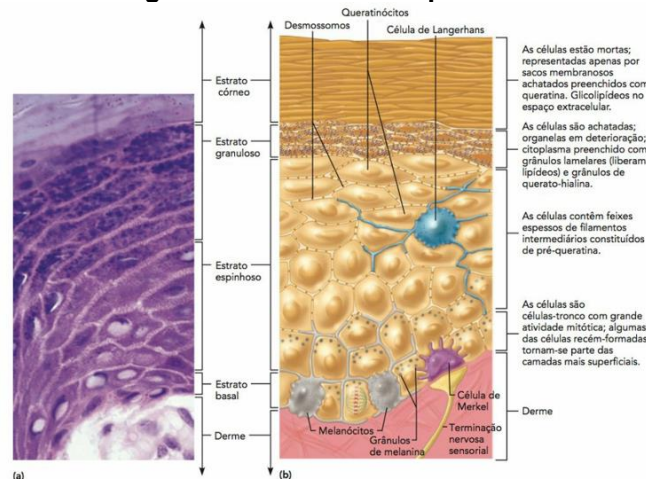 Queratinócitos
Desmossomos
Célula de Langerhans
Estrato
córneo
Estrato
granuloso
Estrato
espinhoso
Estrato
basal
Derme
As células estão mortas;
representadas apenas por
sacos membranosos
achatados preenchidos com
queratina. Glicolipídeos no
espaço extracelular.
As células são achatadas;
organelas em deterioração;
citoplasma preenchido com
grânulos lamelares (liberam
lipídeos) e grânulos de
querato-hialina.
As células contêm feixes
espessos de filamentos
intermediários constituídos
de pré-queratina.
As células são
células-tronco com grande
atividade mitótica; algumas
das células recém-formadas
tornam-se parte das
camadas mais superficiais.
Derme
Melanócitos
Grânulos
de melanina
Célula de
Merkel
Terminação
nervosa
sensorial
(a)
(b)